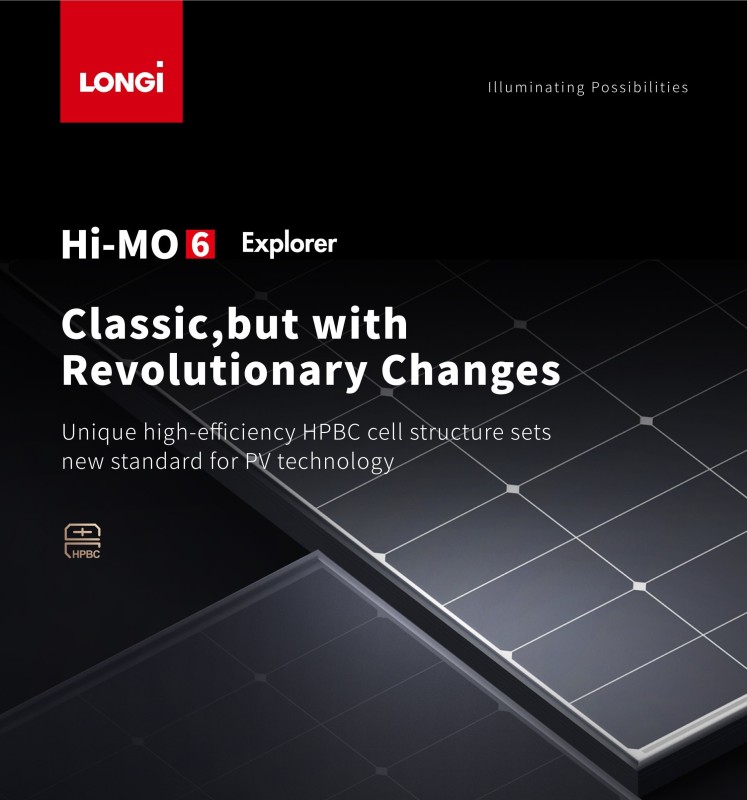 LONGi
Illuminating Possibilities
Hi-MO 6 Explorer
Classic,but with
Revolutionary Changes
Unique high-efficiency HPBC cell structure sets
new standard for PV technology
HPBC